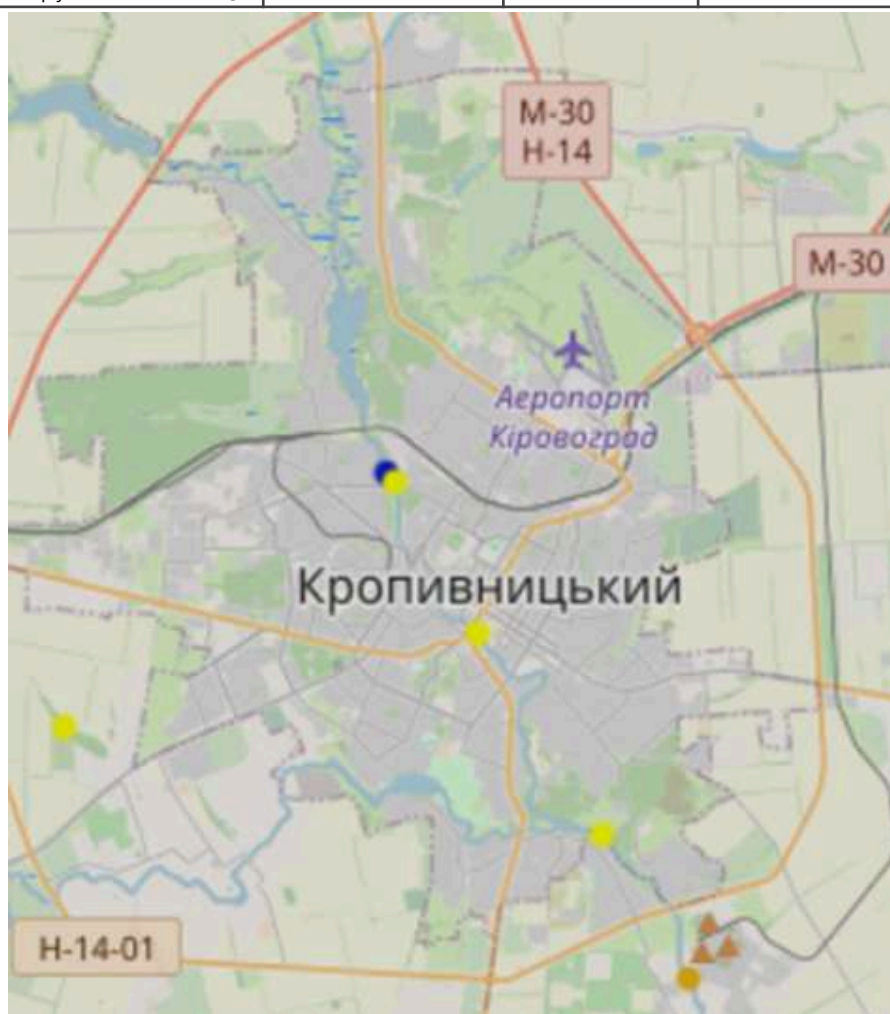 М-30
Н-14
М-30
Аеропорт
Кіровоград
Кропивницький
Н-14-01